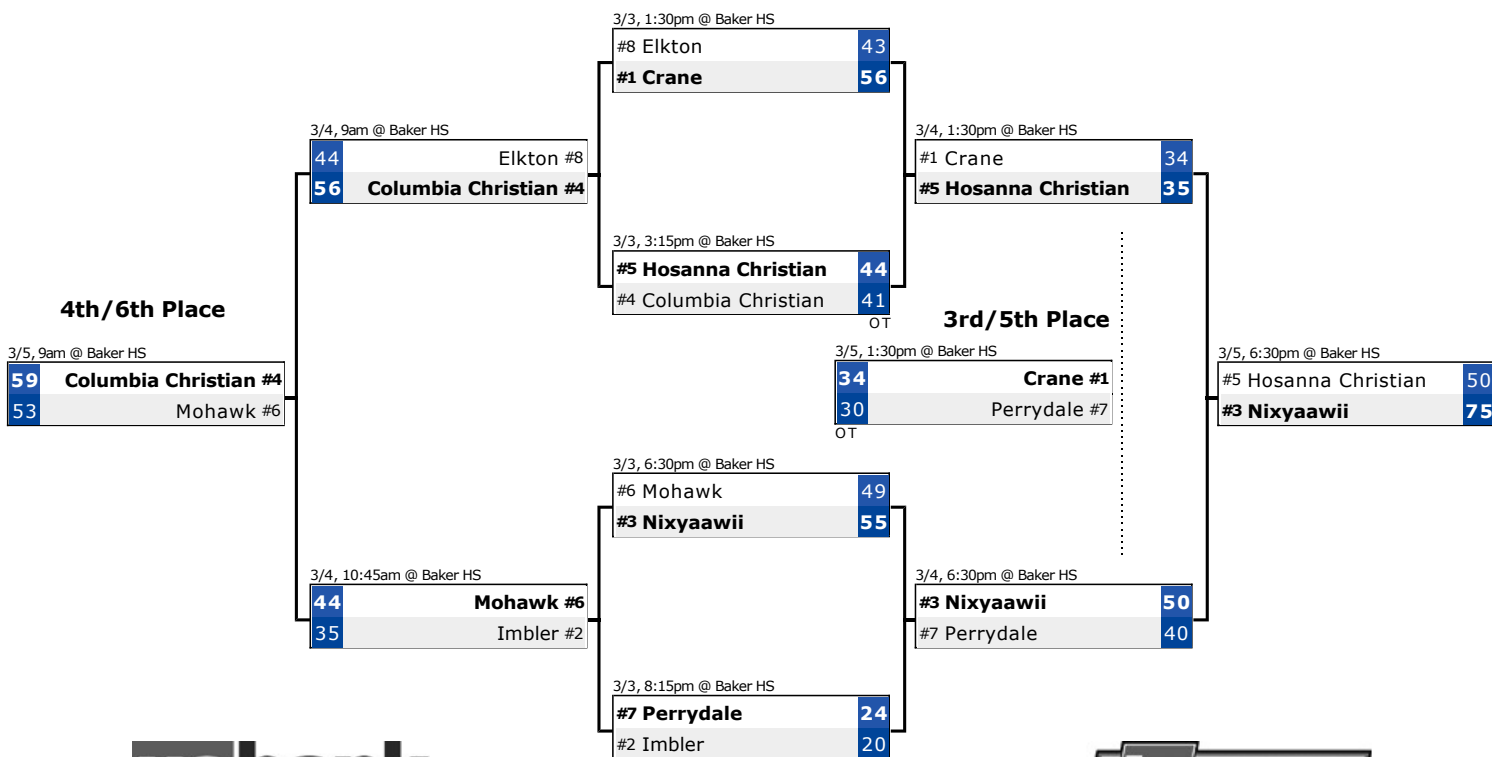 3/3, 1:30pm @ Baker HS
#8 Elkton 43
#1 Crane 56
3/4, 9am @ Baker HS
44 Elkton #8
56 Columbia Christian #4
3/4, 1:30pm @ Baker HS
#1 Crane 34
#5 Hosanna Christian 35
3/3, 3:15pm @ Baker HS
#5 Hosanna Christian 44
#4 Columbia Christian 41
OT
4th/6th Place
3/5, 9am @ Baker HS
59 Columbia Christian #4
53 Mohawk #6
3rd/5th Place
3/5, 1:30pm @ Baker HS
34 Crane #1
30 Perrydale #7
OT
3/5, 6:30pm @ Baker HS
#5 Hosanna Christian 50
#3 Nixyaawii 75
3/3, 6:30pm @ Baker HS
#6 Mohawk 49
#3 Nixyaawii 55
3/4, 10:45am @ Baker HS
44 Mohawk #6
35 Imbler #2
3/4, 6:30pm @ Baker HS
#3 Nixyaawii 50
#7 Perrydale 40
3/3, 8:15pm @ Baker HS
#7 Perrydale 24
#2 Imbler 20